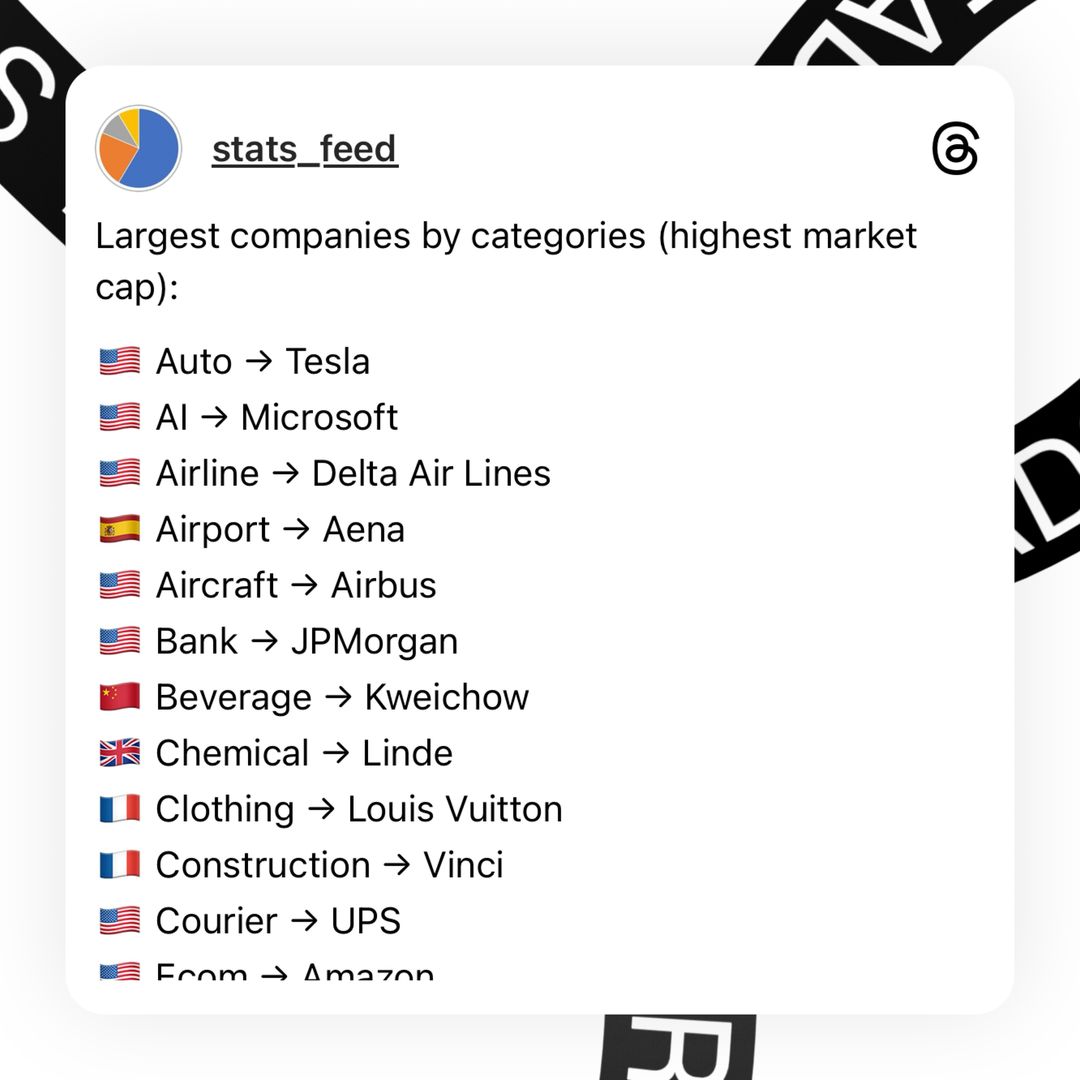 stats_feed
Largest companies by categories (highest market
cap):
🇺🇸 Auto → Tesla
🇺🇸 AI → Microsoft
🇺🇸 Airline → Delta Air Lines
🇪🇸 Airport → Aena
🇺🇸 Aircraft → Airbus
🇺🇸 Bank → JPMorgan
🇨🇳 Beverage → Kweichow
🇬🇧 Chemical → Linde
🇫🇷 Clothing → Louis Vuitton
🇫🇷 Construction → Vinci
🇺🇸 Courier → UPS
🇺🇸 Ecom → Amazon